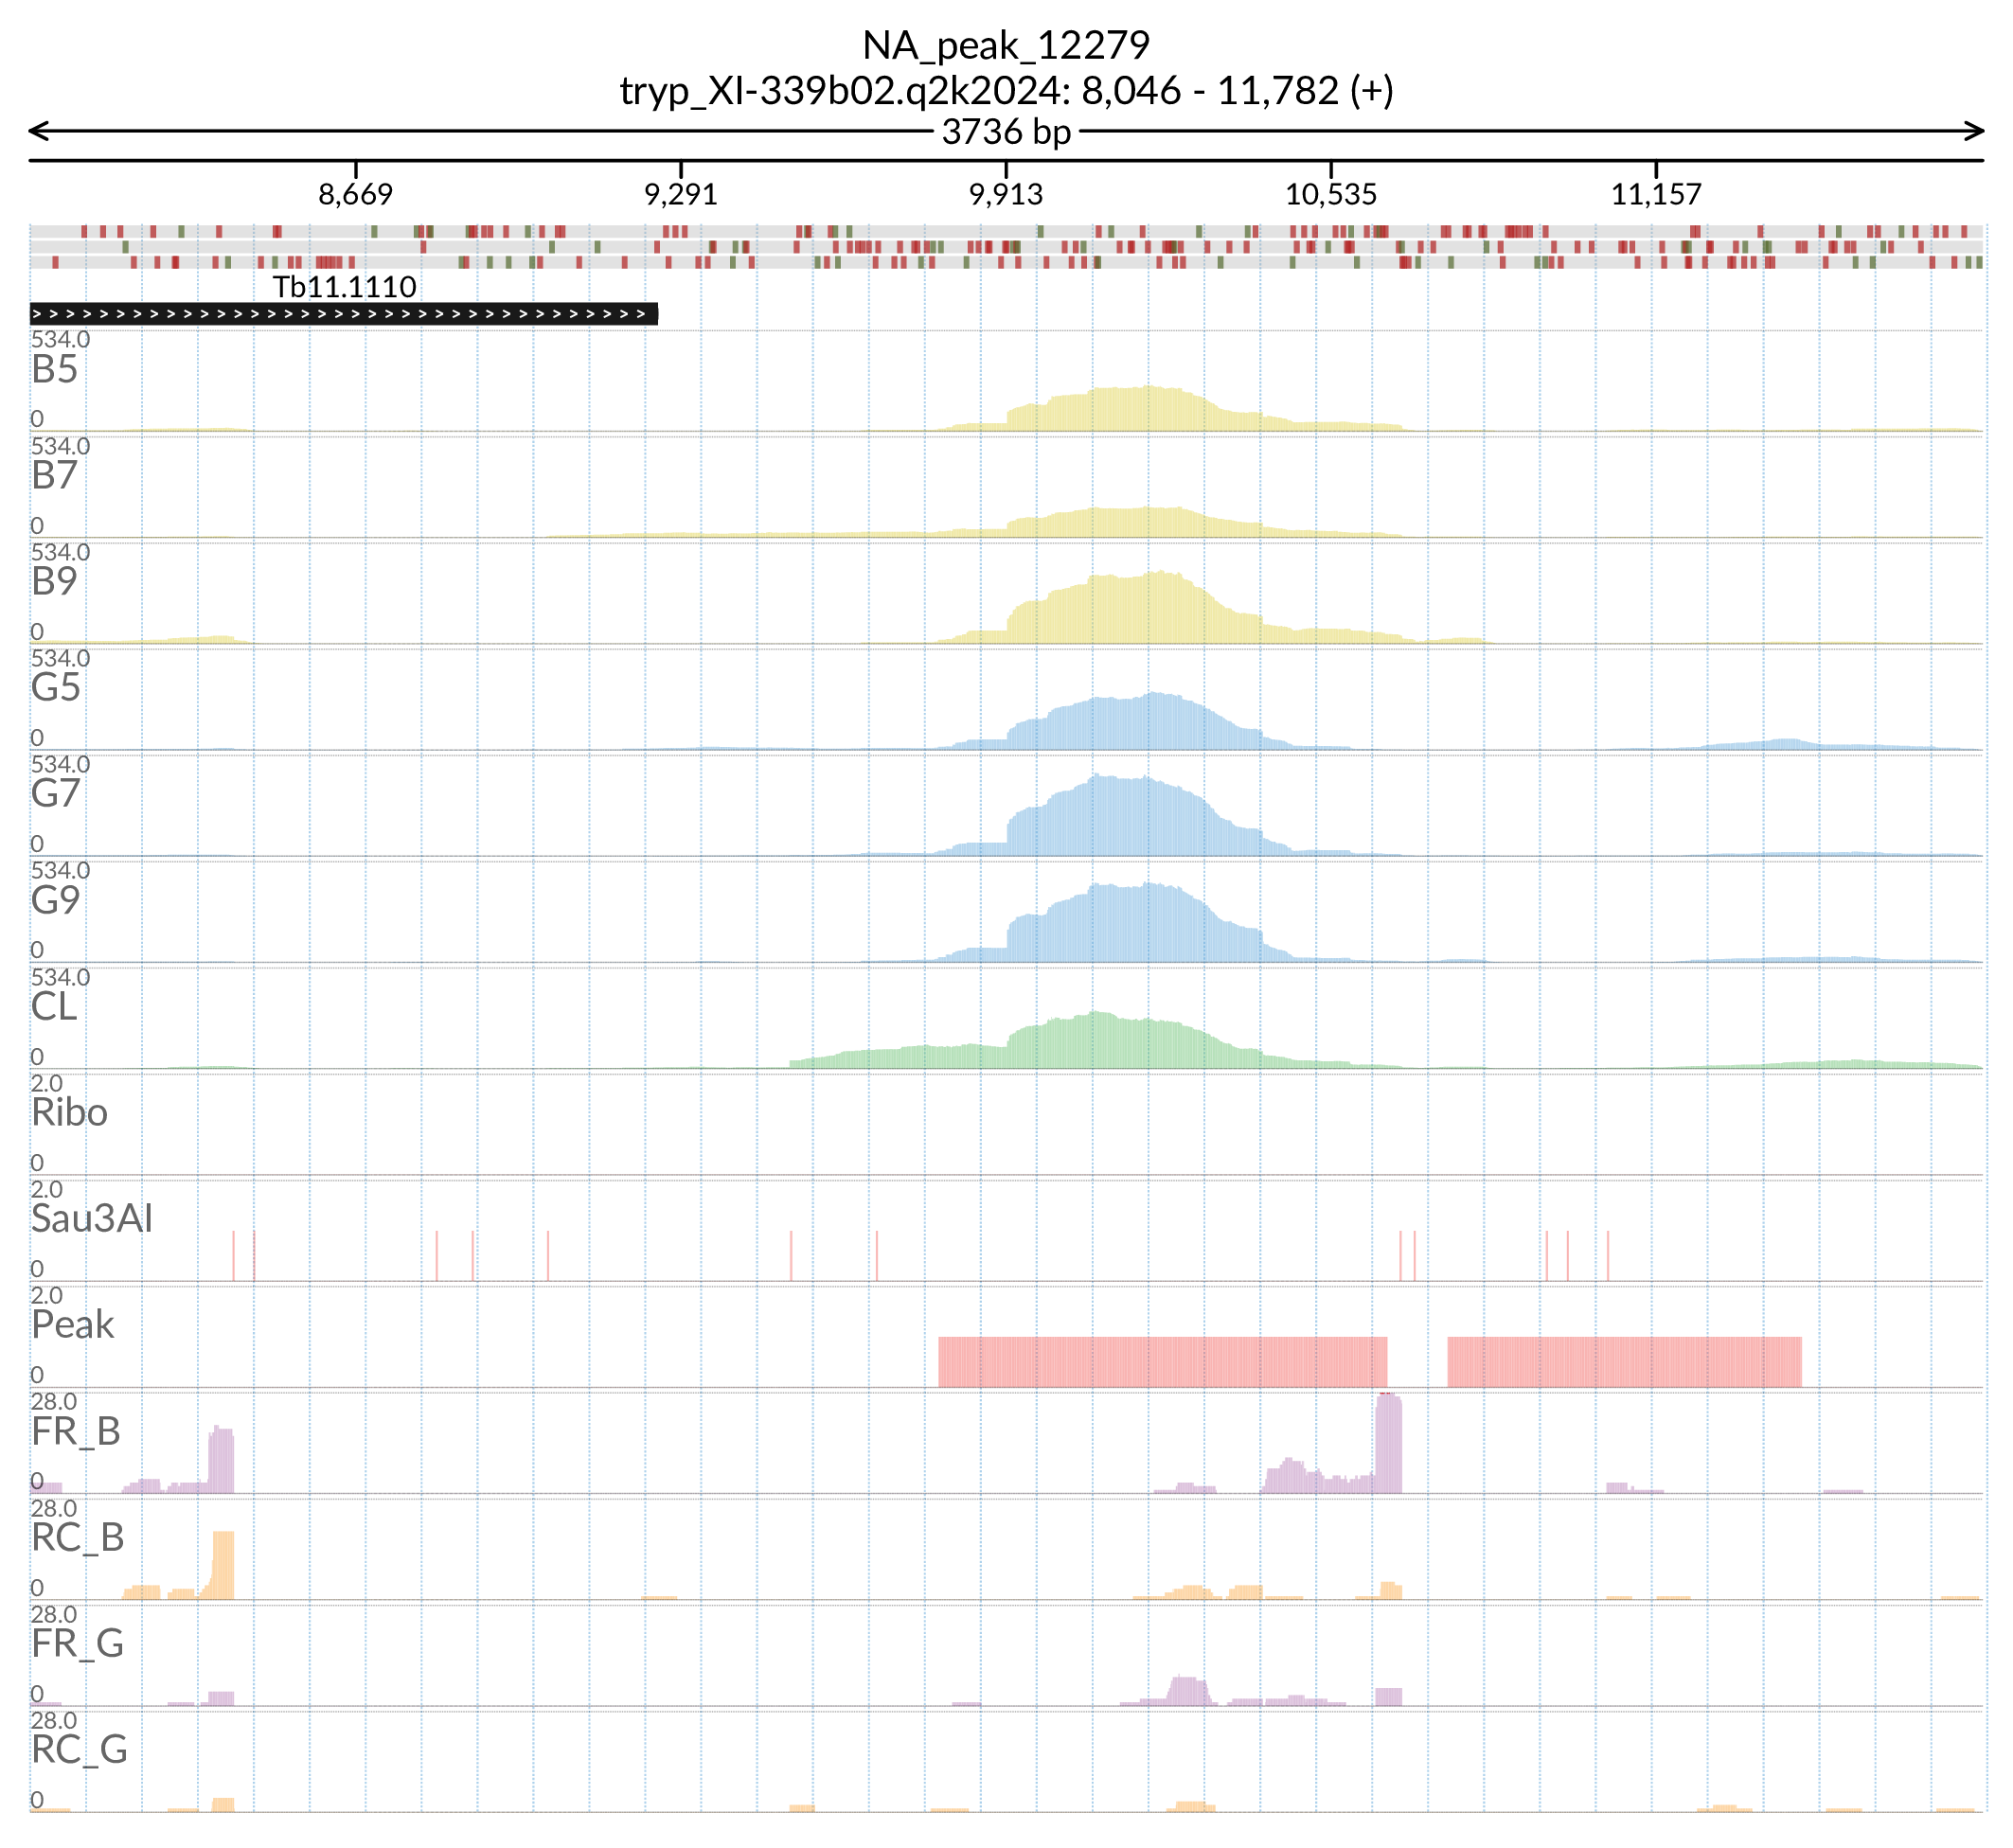 NA_peak_12279
tryp_XI-339b02.q2k2024: 8,046 - 11,782 (+)
3736 bp
8,669 9,291 9,913 10,535 11,157
Tb11.1110
534.0
B5
0
534.0
B7
0
534.0
B9
0
534.0
G5
0
534.0
G7
0
534.0
G9
0
534.0
CL
0
2.0
Ribo
0
2.0
Sau3AI
0
2.0
Peak
0
28.0
FR_B
0
28.0
RC_B
0
28.0
FR_G
0
28.0
RC_G
0